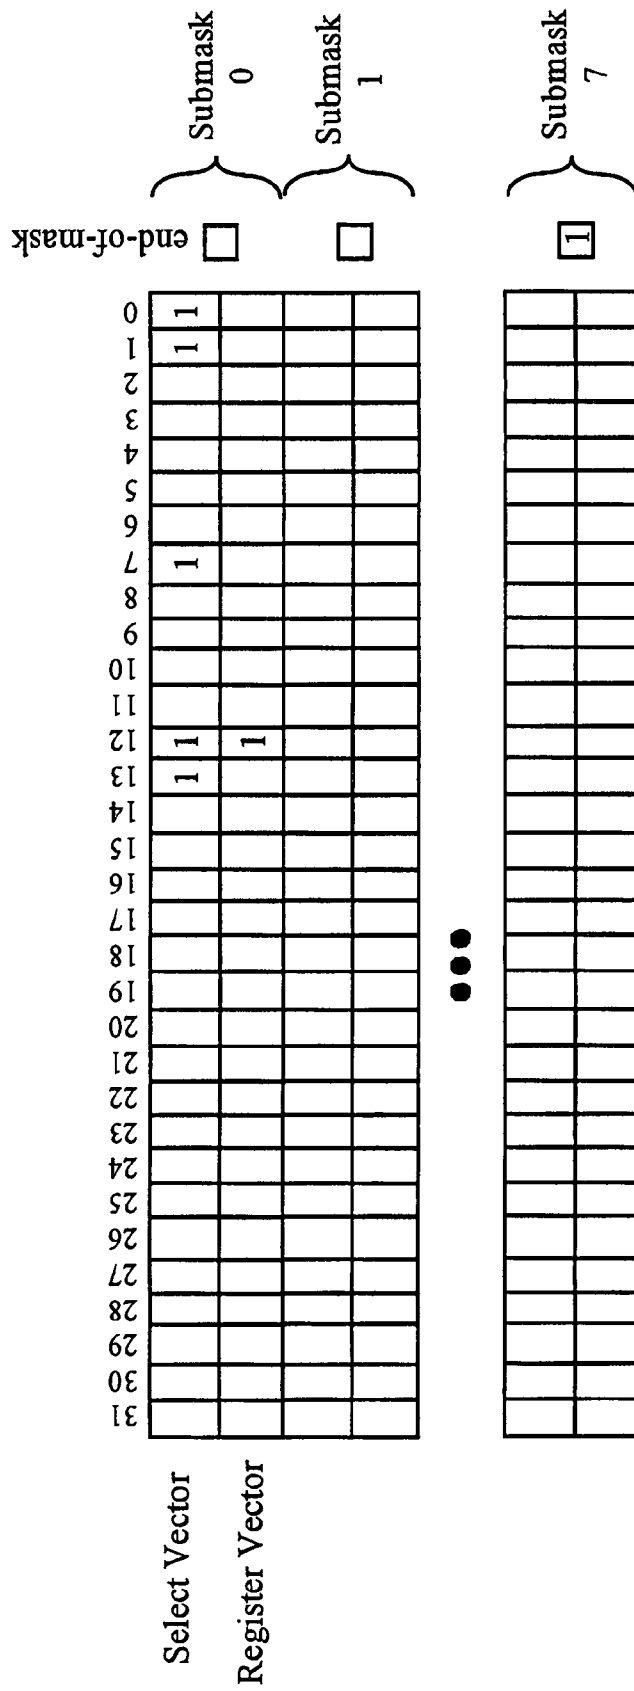 end-of-mask
31 30 29 28 27 26 25 24 23 22 21 20 19 18 17 16 15 14 13 12 11 10 9 8 7 6 5 4 3 2 1 0
Select Vector 1 1 1 1 1 Submask 0
Register Vector 1
Submask 1
1 Submask 7